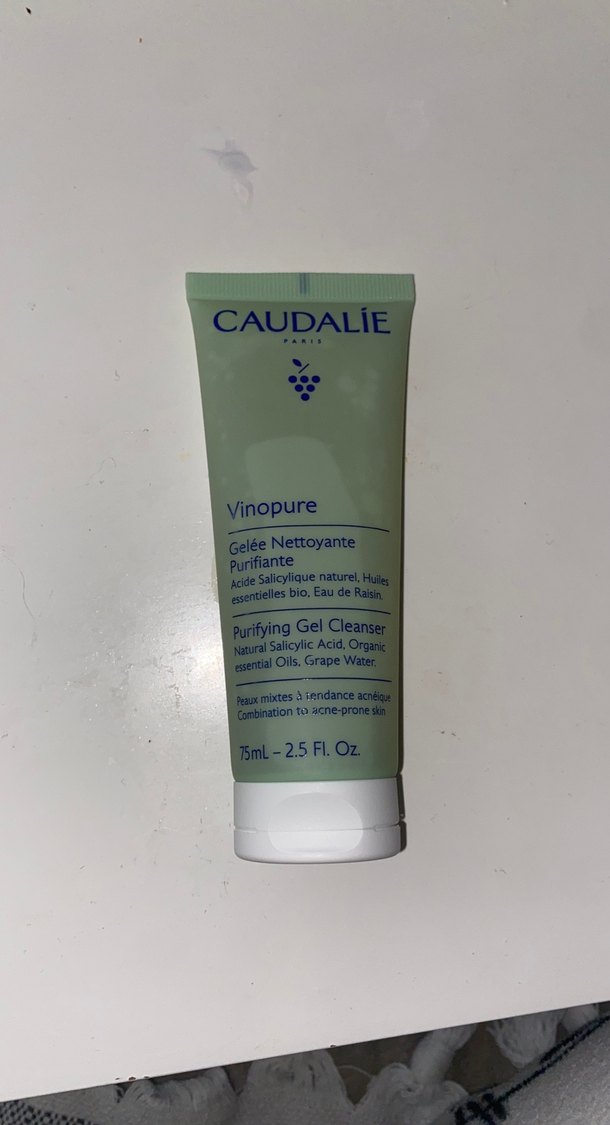 CAUDALÍE
PARIS
Vinopure
Gelée Nettoyante
Purifiante
Acide Salicylique naturel, Huiles
essentielles bio, Eau de Raisin.
Purifying Gel Cleanser
Natural Salicylic Acid, Organic
essential Oils, Grape Water.
Peaux mixtes à tendance acnéique
Combination to acne-prone skin
75mL – 2.5 Fl. Oz.